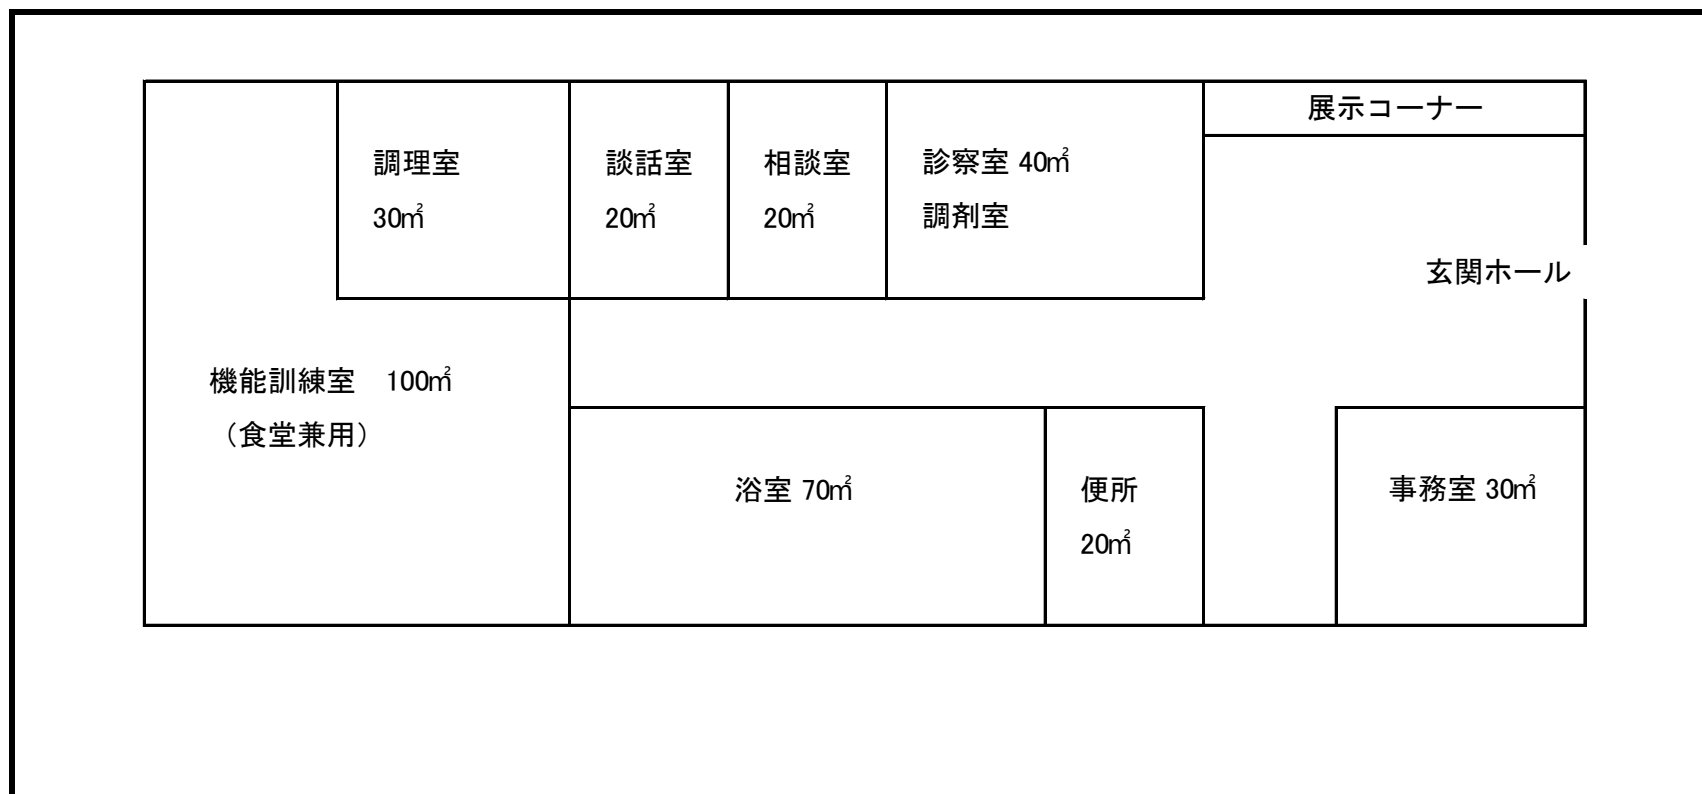 展示コーナー
調理室
30㎡
談話室
20㎡
相談室
20㎡
診察室 40㎡
調剤室
玄関ホール
機能訓練室　100㎡
（食堂兼用）
浴室 70㎡
便所
20㎡
事務室 30㎡